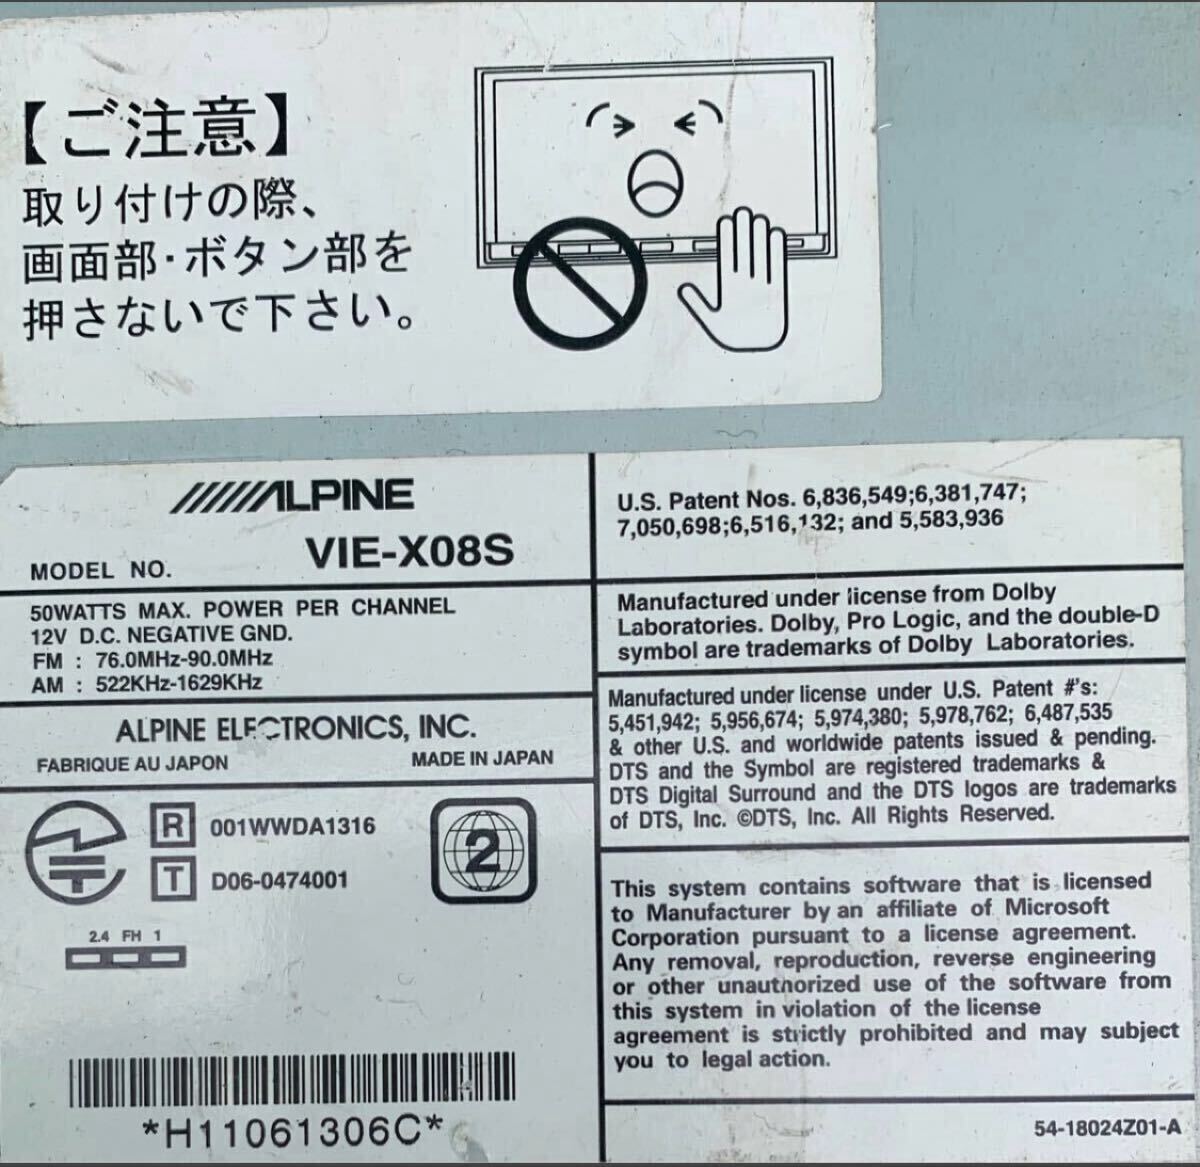 【ご注意】
取り付けの際、
画面部・ボタン部を
押さないで下さい。
ALPINE
MODEL NO. VIE-X08S
50WATTS MAX. POWER PER CHANNEL
12V D.C. NEGATIVE GND.
FM : 76.0MHz-90.0MHz
AM : 522KHz-1629KHz
ALPINE ELECTRONICS, INC.
FABRIQUE AU JAPON MADE IN JAPAN
R 001WWDA1316
T D06-0474001
2
2.4 FH 1
*H11061306C*
U.S. Patent Nos. 6,836,549;6,381,747;
7,050,698;6,516,132; and 5,583,936
Manufactured under license from Dolby
Laboratories. Dolby, Pro Logic, and the double-D
symbol are trademarks of Dolby Laboratories.
Manufactured under license under U.S. Patent #'s:
5,451,942; 5,956,674; 5,974,380; 5,978,762; 6,487,535
& other U.S. and worldwide patents issued & pending.
DTS and the Symbol are registered trademarks &
DTS Digital Surround and the DTS logos are trademarks
of DTS, Inc. ©DTS, Inc. All Rights Reserved.
This system contains software that is licensed
to Manufacturer by an affiliate of Microsoft
Corporation pursuant to a license agreement.
Any removal, reproduction, reverse engineering
or other unauthorized use of the software from
this system in violation of the license
agreement is strictly prohibited and may subject
you to legal action.
54-18024Z01-A